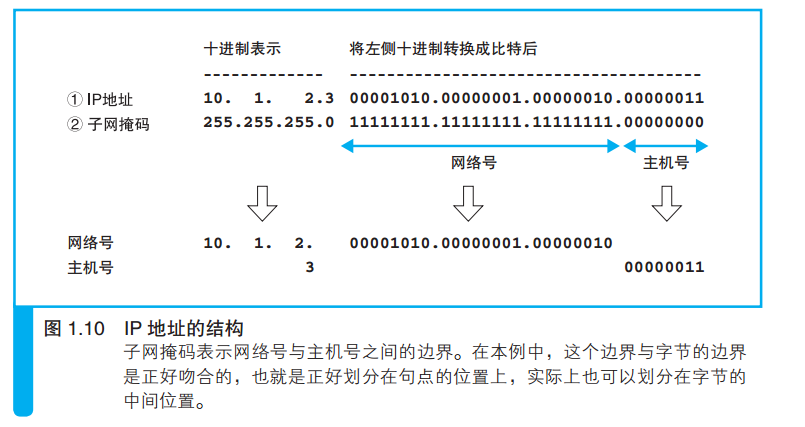 十进制表示 将左侧十进制转换成比特后
------------- ---------------------------------------
① IP地址 10. 1. 2.3 00001010.00000001.00000010.00000011
② 子网掩码 255.255.255.0 11111111.11111111.11111111.00000000
网络号 主机号
网络号 10. 1. 2. 00001010.00000001.00000010
主机号 3 00000011
图 1.10 IP 地址的结构
子网掩码表示网络号与主机号之间的边界。在本例中，这个边界与字节的边界
是正好吻合的，也就是正好划分在句点的位置上，实际上也可以划分在字节的
中间位置。